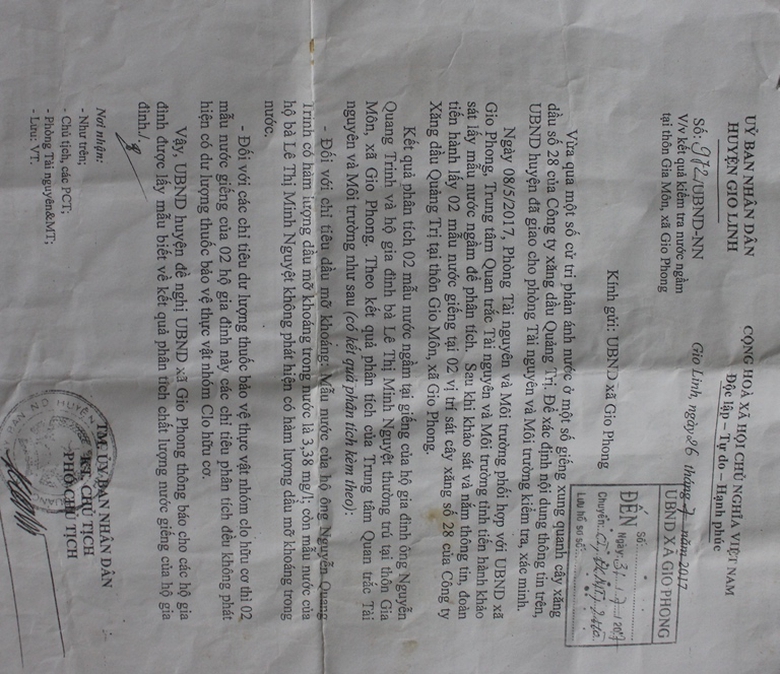 UỶ BAN NHÂN DÂN
HUYỆN GIO LINH
Số: 972/UBND-NN
V/v kết quả kiểm tra nước ngầm
tại thôn Gia Môn, xã Gio Phong
CỘNG HOÀ XÃ HỘI CHỦ NGHĨA VIỆT NAM
Độc lập – Tự do – Hạnh phúc
Gio Linh, ngày 26 tháng 7 năm 2017
UBND XÃ GIO PHONG
ĐẾN
Số:
Ngày: 31/7/2017
Chuyển: CT, ĐC, MT,
Lưu hồ sơ số:
Kính gửi: UBND xã Gio Phong
Vừa qua một số cử tri phản ánh nước ở một số giếng xung quanh cây xăng
dầu số 28 của Công ty xăng dầu Quảng Trị. Để xác định nội dung thông tin trên,
UBND huyện đã giao cho phòng Tài nguyên và Môi trường kiểm tra, xác minh.
Ngày 08/5/2017, Phòng Tài nguyên và Môi trường phối hợp với UBND xã
Gio Phong, Trung tâm Quan trắc Tài nguyên và Môi trường tỉnh tiến hành khảo
sát lấy mẫu nước ngầm để phân tích. Sau khi khảo sát và nắm thông tin, đoàn
tiến hành lấy 02 mẫu nước giếng tại 02 vị trí sát cây xăng số 28 của Công ty
Xăng dầu Quảng Trị tại thôn Gio Môn, xã Gio Phong.
Kết quả phân tích 02 mẫu nước ngầm tại giếng của hộ gia đình ông Nguyễn
Quang Trinh và hộ gia đình bà Lê Thị Minh Nguyệt thường trú tại thôn Gia
Môn, xã Gio Phong. Theo kết quả phân tích của Trung tâm Quan trắc Tài
nguyên và Môi trường như sau (có kết quả phân tích kèm theo):
- Đối với chỉ tiêu dầu mỡ khoáng: Mẫu nước của hộ ông Nguyễn Quang
Trinh có hàm lượng dầu mỡ khoáng trong nước là 3,38 mg/l; còn mẫu nước của
hộ bà Lê Thị Minh Nguyệt không phát hiện có hàm lượng dầu mỡ khoáng trong
nước.
- Đối với các chỉ tiêu dư lượng thuốc bảo vệ thực vật nhóm clo hữu cơ thì 02
mẫu nước giếng của 02 hộ gia đình này các chỉ tiêu phân tích đều không phát
hiện có dư lượng thuốc bảo vệ thực vật nhóm Clo hữu cơ.
Vậy, UBND huyện đề nghị UBND xã Gio Phong thông báo cho các hộ gia
đình được lấy mẫu biết về kết quả phân tích chất lượng nước giếng của hộ gia
đình./.
Nơi nhận:
- Như trên;
- Chủ tịch, các PCT;
- Phòng Tài nguyên&MT;
- Lưu: VT.
TM. UỶ BAN NHÂN DÂN
KT. CHỦ TỊCH
PHÓ CHỦ TỊCH